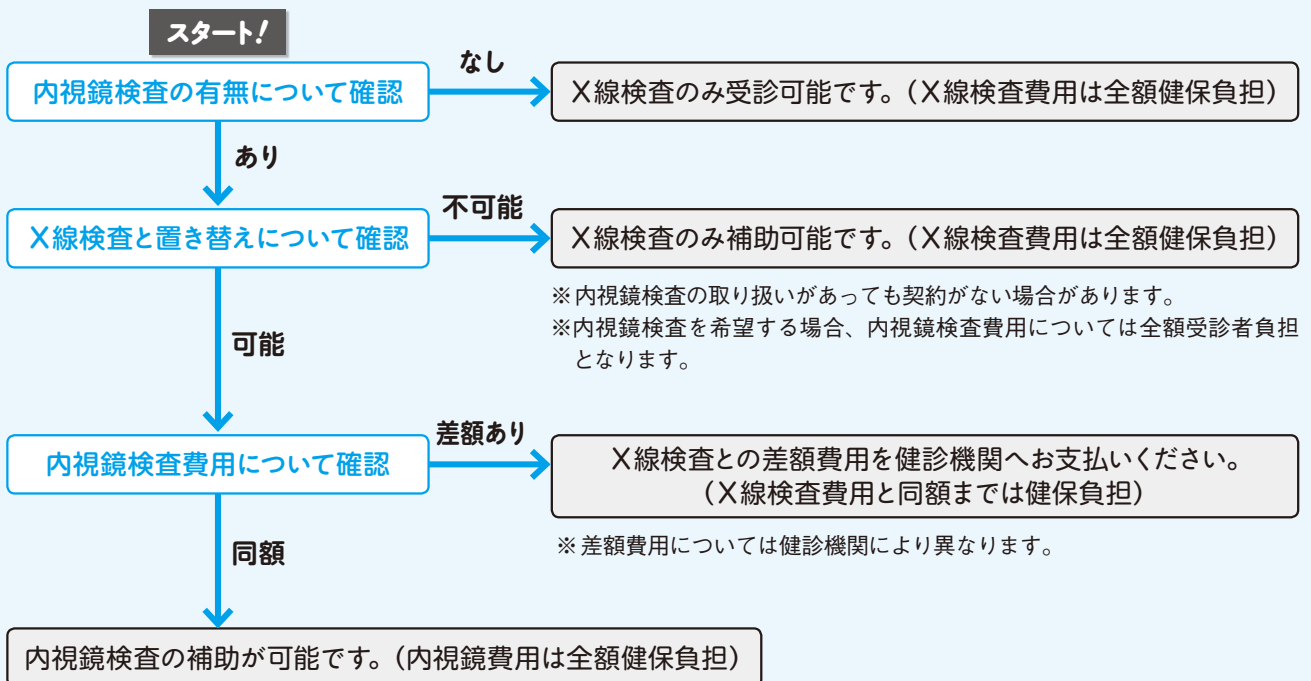 スタート!
内視鏡検査の有無について確認
なし
X線検査のみ受診可能です。（X線検査費用は全額健保負担）
あり
X線検査と置き替えについて確認
不可能
X線検査のみ補助可能です。（X線検査費用は全額健保負担）
※内視鏡検査の取り扱いがあっても契約がない場合があります。
※内視鏡検査を希望する場合、内視鏡検査費用については全額受診者負担
となります。
可能
内視鏡検査費用について確認
差額あり
X線検査との差額費用を健診機関へお支払いください。
（X線検査費用と同額までは健保負担）
※差額費用については健診機関により異なります。
同額
内視鏡検査の補助が可能です。（内視鏡費用は全額健保負担）